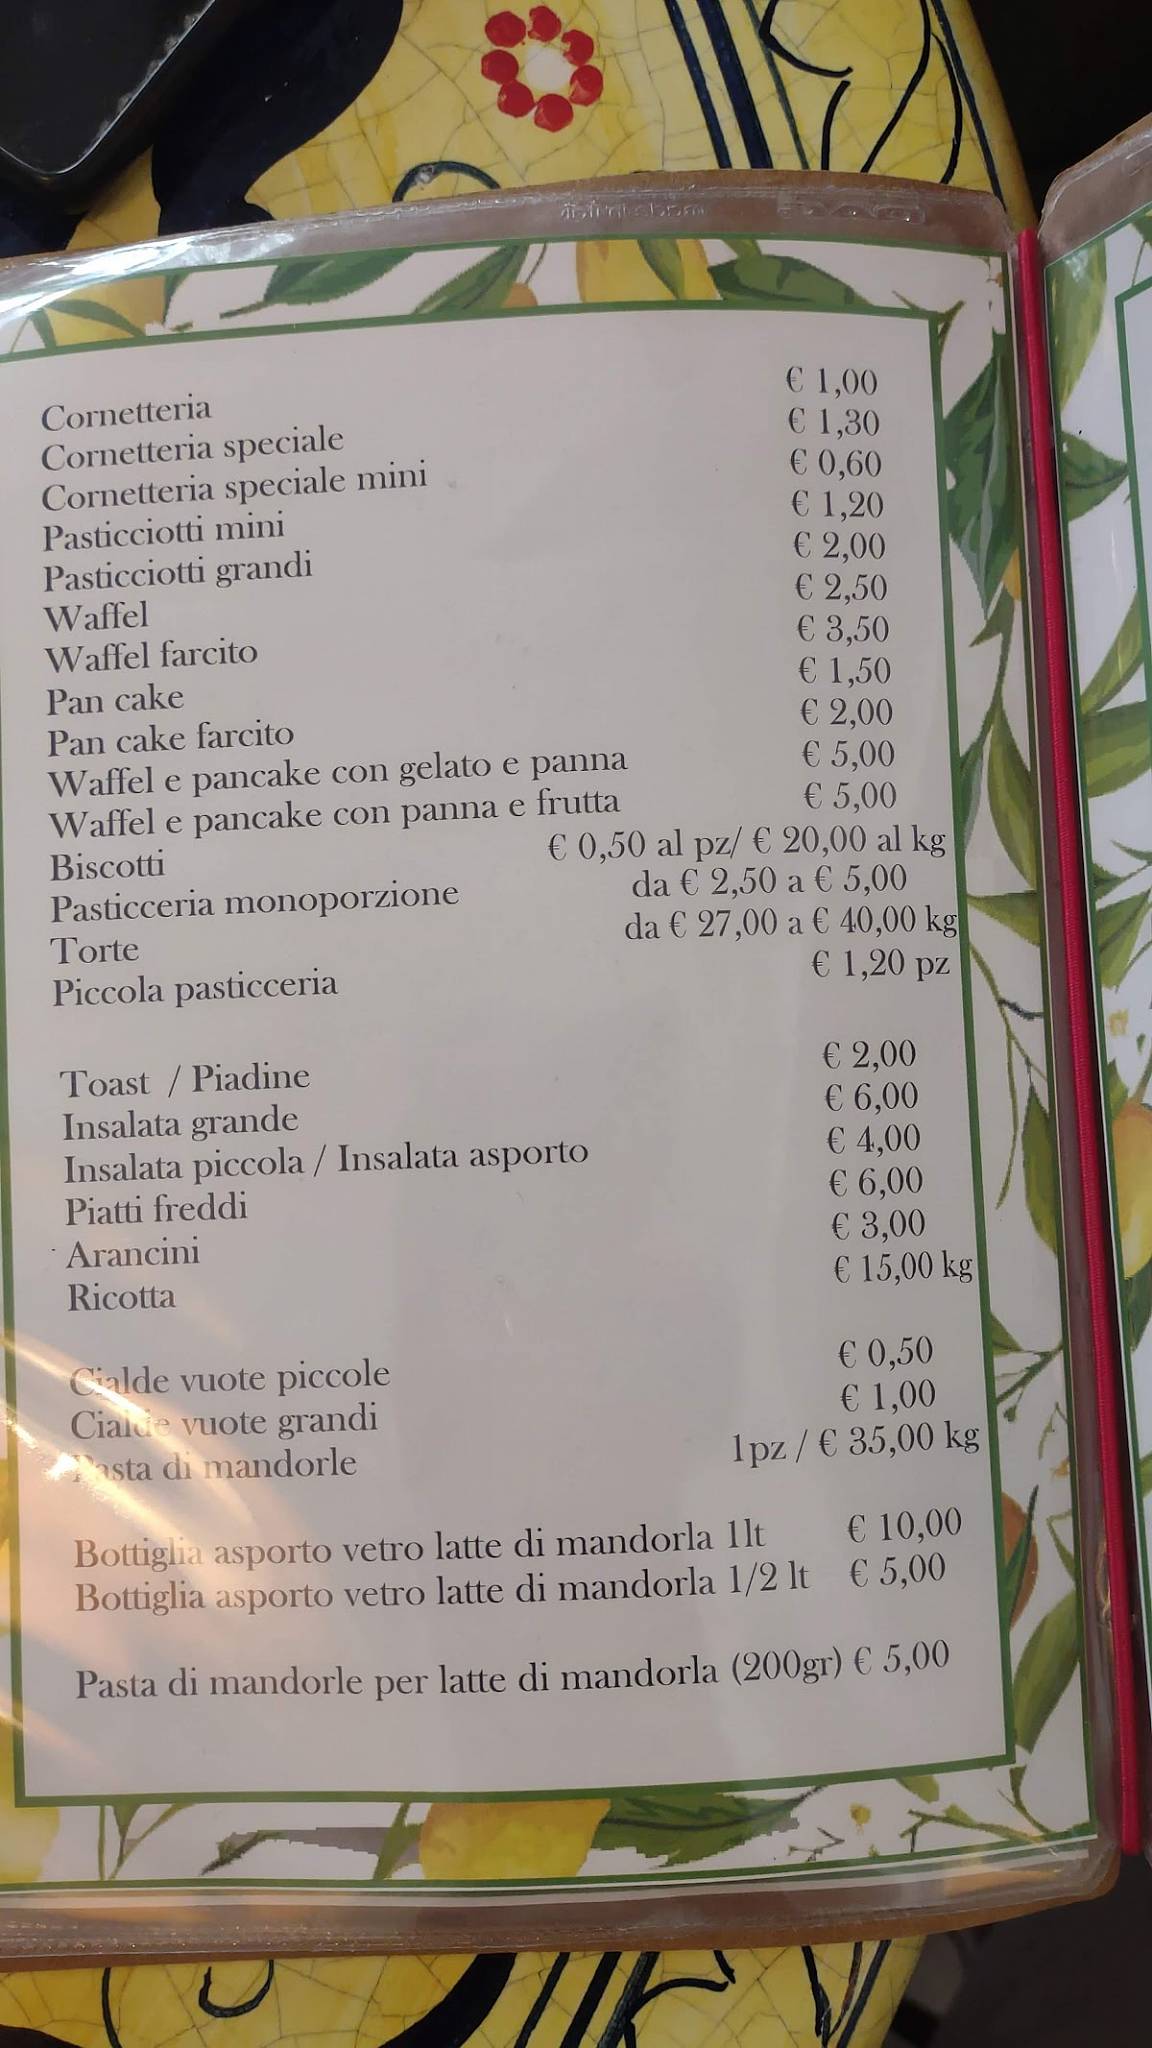 Cornetteria € 1,00
Cornetteria speciale € 1,30
Cornetteria speciale mini € 0,60
Pasticciotti mini € 1,20
Pasticciotti grandi € 2,00
Waffel € 2,50
Waffel farcito € 3,50
Pan cake € 1,50
Pan cake farcito € 2,00
Waffel e pancake con gelato e panna € 5,00
Waffel e pancake con panna e frutta € 5,00
Biscotti € 0,50 al pz/ € 20,00 al kg
Pasticceria monoporzione da € 2,50 a € 5,00
Torte da € 27,00 a € 40,00 kg
Piccola pasticceria € 1,20 pz
Toast / Piadine € 2,00
Insalata grande € 6,00
Insalata piccola / Insalata asporto € 4,00
Piatti freddi € 6,00
Arancini € 3,00
Ricotta € 15,00 kg
Cialde vuote piccole € 0,50
Cialde vuote grandi € 1,00
Pasta di mandorle 1pz / € 35,00 kg
Bottiglia asporto vetro latte di mandorla 1lt € 10,00
Bottiglia asporto vetro latte di mandorla 1/2 lt € 5,00
Pasta di mandorle per latte di mandorla (200gr) € 5,00